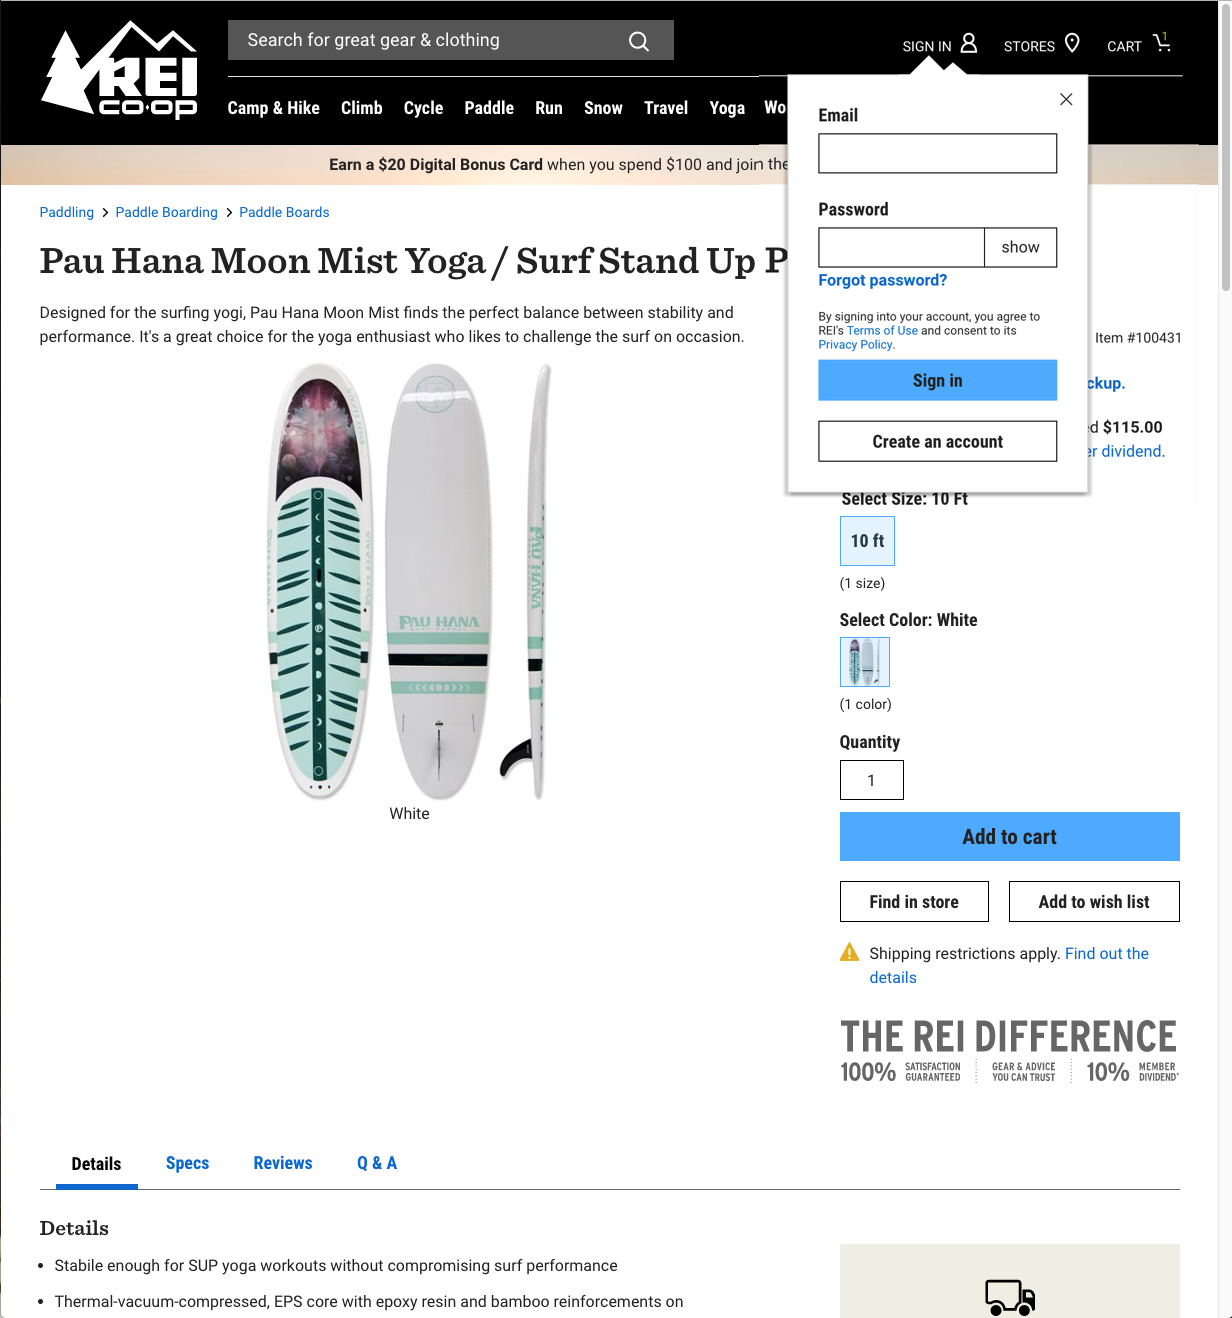 REI
CO·OP
Search for great gear & clothing
SIGN IN
STORES
CART
1
Camp & Hike Climb Cycle Paddle Run Snow Travel Yoga
Earn a $20 Digital Bonus Card when you spend $100 and join the
Paddling > Paddle Boarding > Paddle Boards
Pau Hana Moon Mist Yoga / Surf Stand Up P
Designed for the surfing yogi, Pau Hana Moon Mist finds the perfect balance between stability and
performance. It's a great choice for the yoga enthusiast who likes to challenge the surf on occasion.
PAU HANA
PAU HANA
White
Email
Password
show
Forgot password?
By signing into your account, you agree to
REI's Terms of Use and consent to its
Privacy Policy.
Sign in
Create an account
Item #100431
ckup.
$115.00
dividend.
Select Size: 10 Ft
10 ft
(1 size)
Select Color: White
(1 color)
Quantity
1
Add to cart
Find in store
Add to wish list
Shipping restrictions apply. Find out the
details
THE REI DIFFERENCE
100% SATISFACTION GUARANTEED
GEAR & ADVICE YOU CAN TRUST
10% MEMBER DIVIDEND*
Details Specs Reviews Q & A
Details
• Stabile enough for SUP yoga workouts without compromising surf performance
• Thermal-vacuum-compressed, EPS core with epoxy resin and bamboo reinforcements on